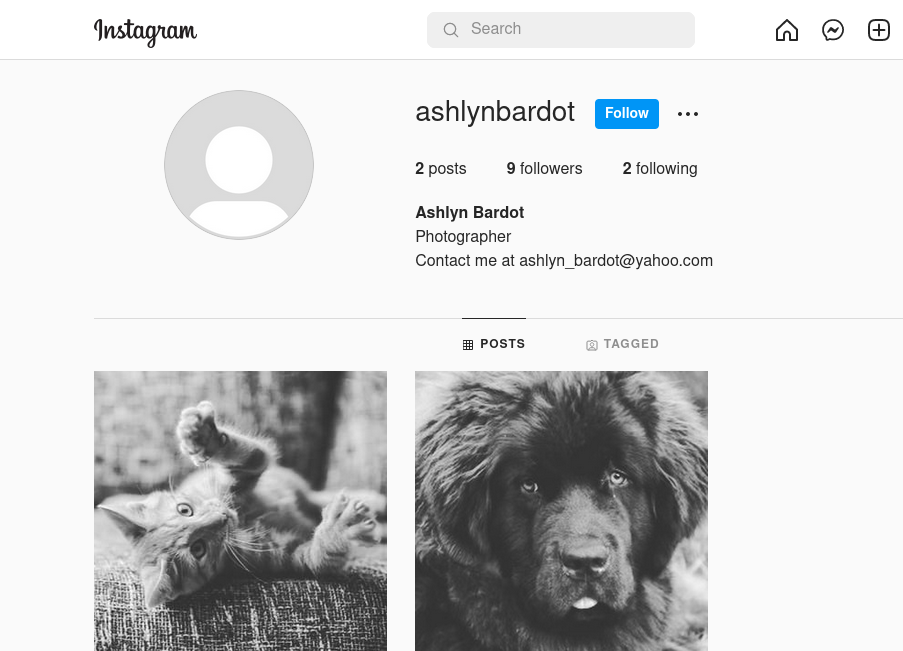 Instagram
Search
ashlynbardot Follow
2 posts 9 followers 2 following
Ashlyn Bardot
Photographer
Contact me at ashlyn_bardot@yahoo.com
POSTS TAGGED